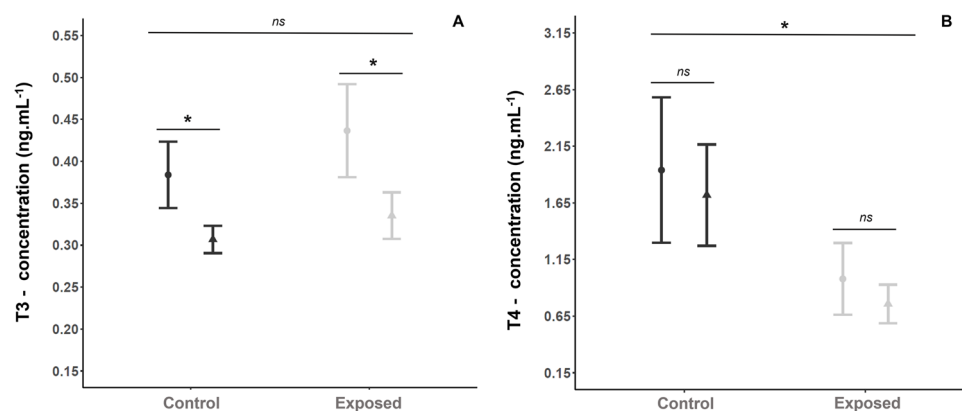 A
ns
*
*
0.55
0.50
0.45
0.40
0.35
0.30
0.25
0.20
0.15
T3 - concentration (ng.mL⁻¹)
Control
Exposed
B
*
ns
ns
3.15
2.65
2.15
1.65
1.15
0.65
0.15
T4 - concentration (ng.mL⁻¹)
Control
Exposed